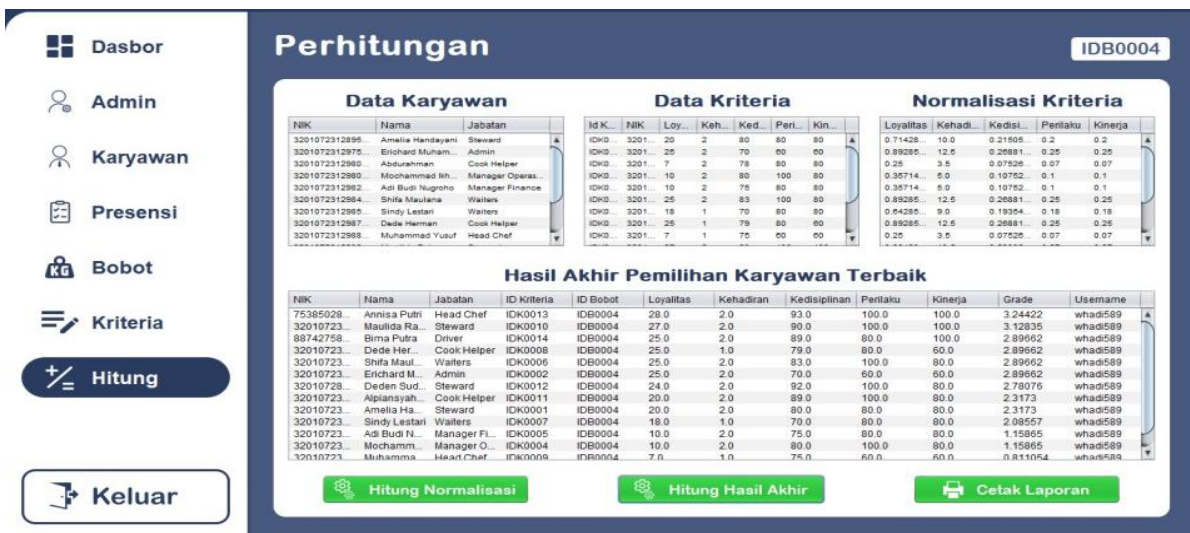 Dasbor
Admin
Karyawan
Presensi
KG Bobot
Kriteria
Hitung
Keluar
Perhitungan
IDB0004
Data Karyawan
NIK Nama Jabatan
3201072312895... Amelia Handayani Steward
3201072312975... Erichard Muham... Admin
3201072312980... Abdurahman Cook Helper
3201072312980... Mochammad Ikh... Manager Operas...
3201072312982... Adi Budi Nugroho Manager Finance
3201072312984... Shifa Maulana Waiters
3201072312985... Sindy Lestari Waiters
3201072312987... Dede Herman Cook Helper
3201072312988... Muhammad Yusuf Head Chef
Data Kriteria
Id K... NIK Loy... Keh... Ked... Peri... Kin...
IDK0... 3201... 20 2 80 80 80
IDK0... 3201... 25 2 70 60 60
IDK0... 3201... 7 2 78 80 80
IDK0... 3201... 10 2 80 100 80
IDK0... 3201... 10 2 75 80 80
IDK0... 3201... 25 2 83 100 80
IDK0... 3201... 18 1 70 80 80
IDK0... 3201... 25 1 79 80 60
IDK0... 3201... 7 1 75 60 60
Normalisasi Kriteria
Loyalitas Kehadi... Kedisi... Perilaku Kinerja
0.71428... 10.0 0.21505... 0.2 0.2
0.89285... 12.5 0.26881... 0.25 0.25
0.25 3.5 0.07526... 0.07 0.07
0.35714... 5.0 0.10752... 0.1 0.1
0.35714... 5.0 0.10752... 0.1 0.1
0.89285... 12.5 0.26881... 0.25 0.25
0.64285... 9.0 0.19354... 0.18 0.18
0.89285... 12.5 0.26881... 0.25 0.25
0.25 3.5 0.07526... 0.07 0.07
Hasil Akhir Pemilihan Karyawan Terbaik
NIK Nama Jabatan ID Kriteria ID Bobot Loyalitas Kehadiran Kedisiplinan Perilaku Kinerja Grade Username
75385028... Annisa Putri Head Chef IDK0013 IDB0004 28.0 2.0 93.0 100.0 100.0 3.24422 whadi589
32010723... Maulida Ra... Steward IDK0010 IDB0004 27.0 2.0 90.0 100.0 100.0 3.12835 whadi589
88742758... Bima Putra Driver IDK0014 IDB0004 25.0 2.0 89.0 80.0 100.0 2.89662 whadi589
32010723... Dede Her... Cook Helper IDK0008 IDB0004 25.0 1.0 79.0 80.0 60.0 2.89662 whadi589
32010723... Shifa Maul... Waiters IDK0006 IDB0004 25.0 2.0 83.0 100.0 80.0 2.89662 whadi589
32010723... Erichard M... Admin IDK0002 IDB0004 25.0 2.0 70.0 60.0 60.0 2.89662 whadi589
32010728... Deden Sud... Steward IDK0012 IDB0004 24.0 2.0 92.0 100.0 80.0 2.78076 whadi589
32010723... Alpiansyah... Cook Helper IDK0011 IDB0004 20.0 2.0 89.0 100.0 80.0 2.3173 whadi589
32010723... Amelia Ha... Steward IDK0001 IDB0004 20.0 2.0 80.0 80.0 80.0 2.3173 whadi589
32010723... Sindy Lestari Waiters IDK0007 IDB0004 18.0 1.0 70.0 80.0 80.0 2.08557 whadi589
32010723... Adi Budi N... Manager Fi... IDK0005 IDB0004 10.0 2.0 75.0 80.0 80.0 1.15865 whadi589
32010723... Mochamm... Manager O... IDK0004 IDB0004 10.0 2.0 80.0 100.0 80.0 1.15865 whadi589
32010723... Muhamma... Head Chef IDK0009 IDB0004 7.0 1.0 75.0 60.0 60.0 0.811054 whadi589
Hitung Normalisasi
Hitung Hasil Akhir
Cetak Laporan